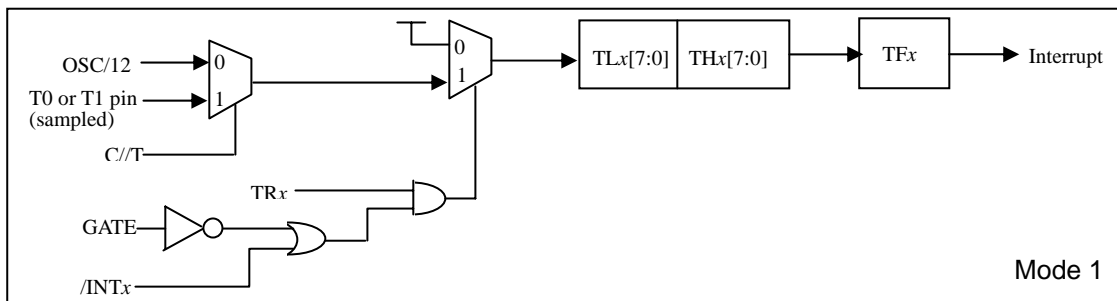 OSC/12
T0 or T1 pin
(sampled)
C//T
0
1
0
1
TLx[7:0]
THx[7:0]
TFx
Interrupt
TRx
GATE
/INTx
Mode 1